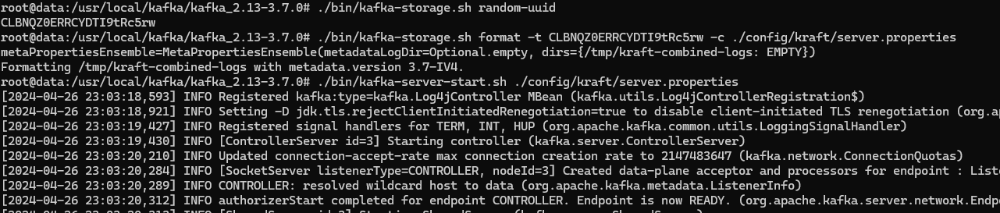 root@data:/usr/local/kafka/kafka_2.13-3.7.0# ./bin/kafka-storage.sh random-uuid
CLBNQZ0ERRCYDTI9tRc5rw
root@data:/usr/local/kafka/kafka_2.13-3.7.0# ./bin/kafka-storage.sh format -t CLBNQZ0ERRCYDTI9tRc5rw -c ./config/kraft/server.properties
metaPropertiesEnsemble=MetaPropertiesEnsemble(metadataLogDir=Optional.empty, dirs={/tmp/kraft-combined-logs: EMPTY})
Formatting /tmp/kraft-combined-logs with metadata.version 3.7-IV4.
root@data:/usr/local/kafka/kafka_2.13-3.7.0# ./bin/kafka-server-start.sh ./config/kraft/server.properties
[2024-04-26 23:03:18,593] INFO Registered kafka:type=kafka.Log4jController MBean (kafka.utils.Log4jControllerRegistration$)
[2024-04-26 23:03:18,921] INFO Setting -D jdk.tls.rejectClientInitiatedRenegotiation=true to disable client-initiated TLS renegotiation (org.a
[2024-04-26 23:03:19,427] INFO Registered signal handlers for TERM, INT, HUP (org.apache.kafka.common.utils.LoggingSignalHandler)
[2024-04-26 23:03:19,430] INFO [ControllerServer id=3] Starting controller (kafka.server.ControllerServer)
[2024-04-26 23:03:20,210] INFO Updated connection-accept-rate max connection creation rate to 2147483647 (kafka.network.ConnectionQuotas)
[2024-04-26 23:03:20,284] INFO [SocketServer listenerType=CONTROLLER, nodeId=3] Created data-plane acceptor and processors for endpoint : Liste
[2024-04-26 23:03:20,289] INFO CONTROLLER: resolved wildcard host to data (org.apache.kafka.metadata.ListenerInfo)
[2024-04-26 23:03:20,312] INFO authorizerStart completed for endpoint CONTROLLER. Endpoint is now READY. (org.apache.kafka.server.network.Endp